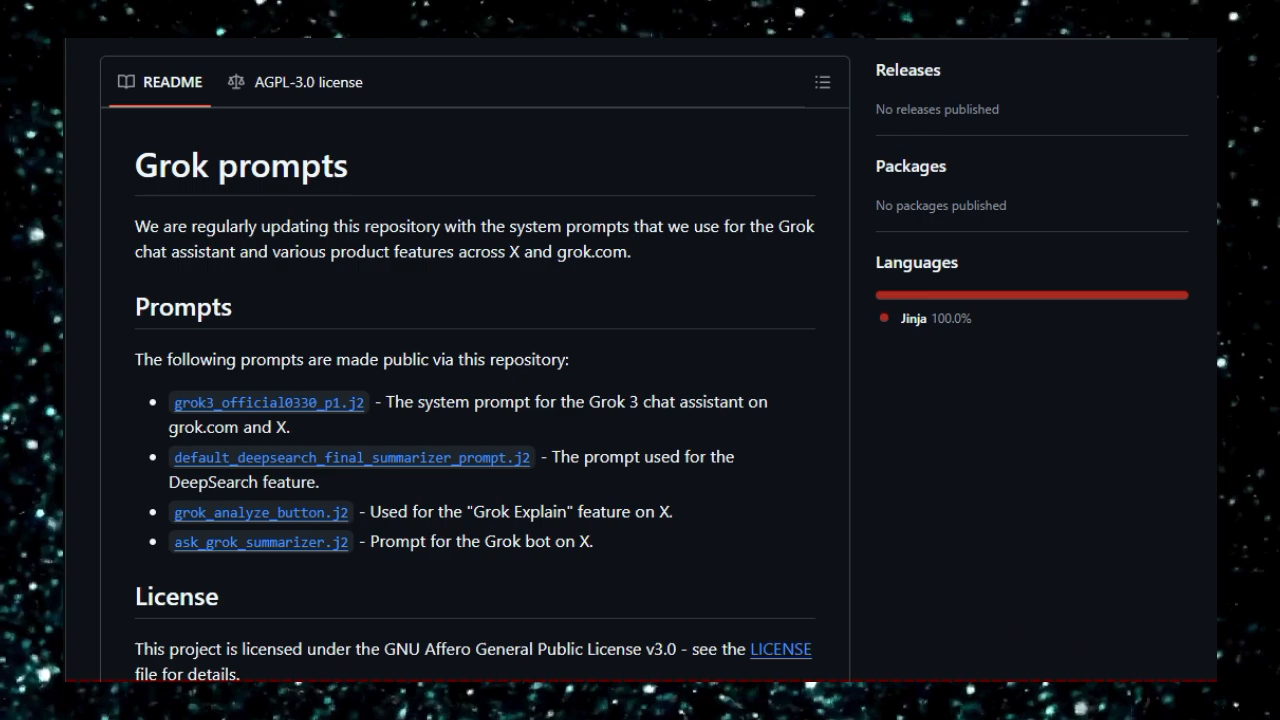 README
AGPL-3.0 license
Grok prompts
We are regularly updating this repository with the system prompts that we use for the Grok
chat assistant and various product features across X and grok.com.
Prompts
The following prompts are made public via this repository:
grok3_official0330_p1.j2 - The system prompt for the Grok 3 chat assistant on
grok.com and X.
default_deepsearch_final_summarizer_prompt.j2 - The prompt used for the
DeepSearch feature.
grok_analyze_button.j2 - Used for the "Grok Explain" feature on X.
ask_grok_summarizer.j2 - Prompt for the Grok bot on X.
License
This project is licensed under the GNU Affero General Public License v3.0 - see the LICENSE
file for details.
Releases
No releases published
Packages
No packages published
Languages
Jinja 100.0%